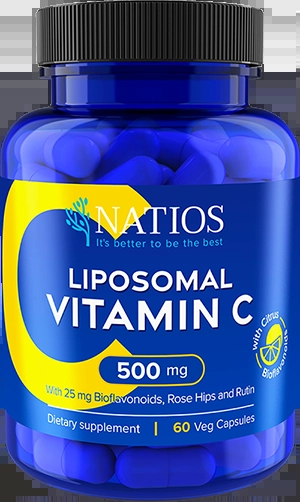 NATIOS
It's better to be the best
LIPOSOMAL
VITAMIN C
500 mg
With 25 mg Bioflavonoids, Rose Hips and Rutin
Dietary supplement | 60 Veg Capsules
with Citrus
Bioflavonoids